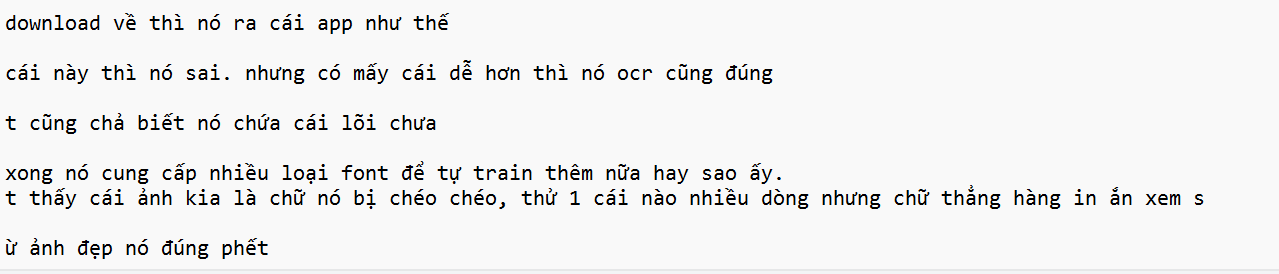 download về thì nó ra cái app như thế
cái này thì nó sai. nhưng có mấy cái dễ hơn thì nó ocr cũng đúng
t cũng chả biết nó chứa cái lõi chưa
xong nó cung cấp nhiều loại font để tự train thêm nữa hay sao ấy.
t thấy cái ảnh kia là chữ nó bị chéo chéo, thử 1 cái nào nhiều dòng nhưng chữ thẳng hàng in ấn xem s
ừ ảnh đẹp nó đúng phết